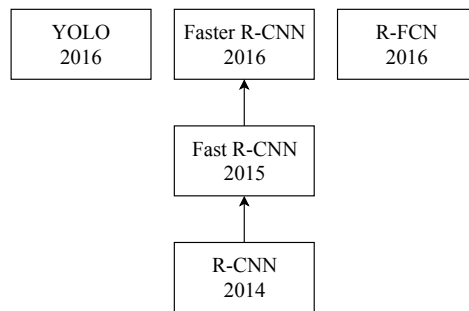 YOLO
2016
Faster R-CNN
2016
R-FCN
2016
Fast R-CNN
2015
R-CNN
2014